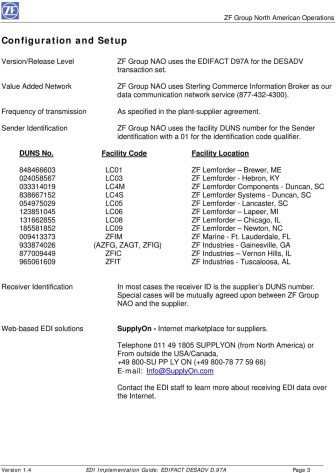 ZF
ZF Group North American Operations
Configuration and Setup
Version/Release Level ZF Group NAO uses the EDIFACT D97A for the DESADV
transaction set.
Value Added Network ZF Group NAO uses Sterling Commerce Information Broker as our
data communication network service (877-432-4300).
Frequency of transmission As specified in the plant-supplier agreement.
Sender Identification ZF Group NAO uses the facility DUNS number for the Sender
identification with a 01 for the identification code qualifier.
DUNS No. Facility Code Facility Location
848466603 LC01 ZF Lemforder – Brewer, ME
024058567 LC03 ZF Lemforder - Hebron, KY
033314019 LC4M ZF Lemforder Components - Duncan, SC
838667152 LC4S ZF Lemforder Systems - Duncan, SC
054975029 LC05 ZF Lemforder - Lancaster, SC
123851045 LC06 ZF Lemforder – Lapeer, MI
131662855 LC08 ZF Lemforder – Chicago, IL
185581852 LC09 ZF Lemforder – Newton, NC
009413373 ZFIM ZF Marine - Ft. Lauderdale, FL
933874026 (AZFG, ZAGT, ZFIG) ZF Industries - Gainesville, GA
877009449 ZFIC ZF Industries – Vernon Hills, IL
965061609 ZFIT ZF Industries - Tuscaloosa, AL
Receiver Identification In most cases the receiver ID is the supplier's DUNS number.
Special cases will be mutually agreed upon between ZF Group
NAO and the supplier.
Web-based EDI solutions SupplyOn - Internet marketplace for suppliers.
Telephone 011 49 1805 SUPPLYON (from North America) or
From outside the USA/Canada,
+49 800-SU PP LY ON (+49 800-78 77 59 66)
E-mail: Info@SupplyOn.com
Contact the EDI staff to learn more about receiving EDI data over
the Internet.
Version 1.4 EDI Implementation Guide: EDIFACT DESADV D.97A Page 3